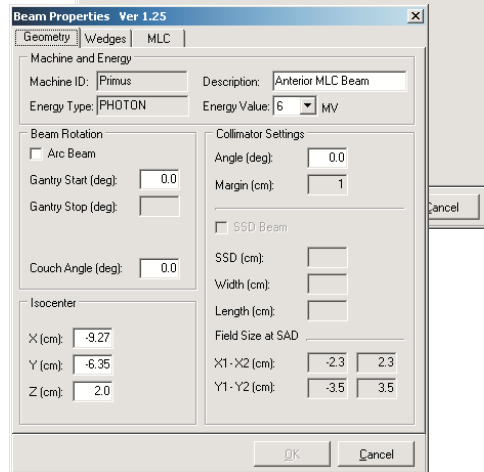 Beam Properties Ver 1.25
Geometry Wedges MLC
Machine and Energy
Machine ID: Primus Description: Anterior MLC Beam
Energy Type: PHOTON Energy Value: 6 MV
Beam Rotation Collimator Settings
Arc Beam Angle (deg): 0.0
Gantry Start (deg): 0.0 Margin (cm): 1
Gantry Stop (deg):
SSD Beam
SSD (cm):
Couch Angle (deg): 0.0
Width (cm):
Length (cm):
Isocenter
Field Size at SAD
X (cm): -9.27
X1-X2 (cm): -2.3 2.3
Y (cm): -6.35
Y1-Y2 (cm): -3.5 3.5
Z (cm): 2.0
OK Cancel
Cancel